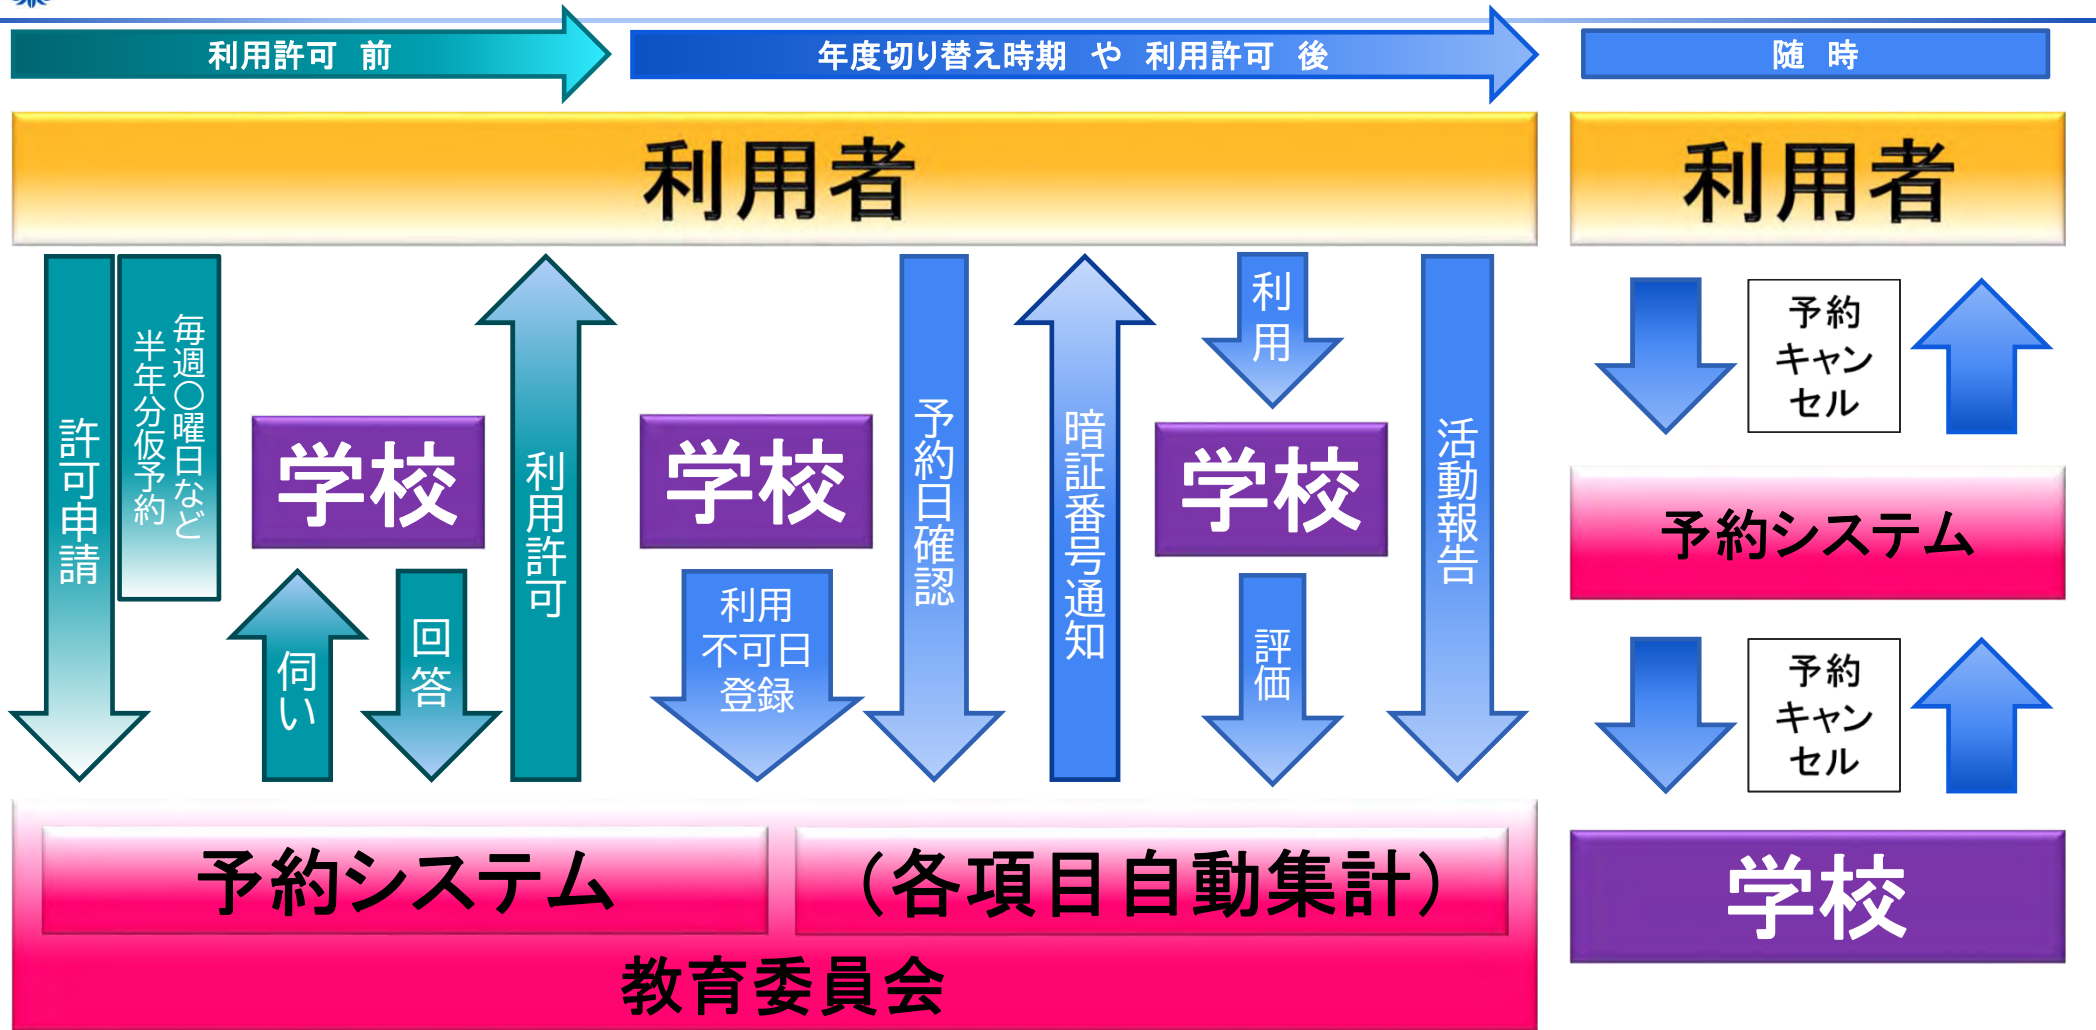 利用許可 前
年度切り替え時期 や 利用許可 後
随 時
利用者
利用者
許可申請
毎週〇曜日など
半年分仮予約
学校
伺い
回答
利用許可
学校
利用
不可日
登録
予約日確認
暗証番号通知
利用
学校
評価
活動報告
予約
キャン
セル
予約システム
予約
キャン
セル
学校
予約システム
（各項目自動集計）
教育委員会